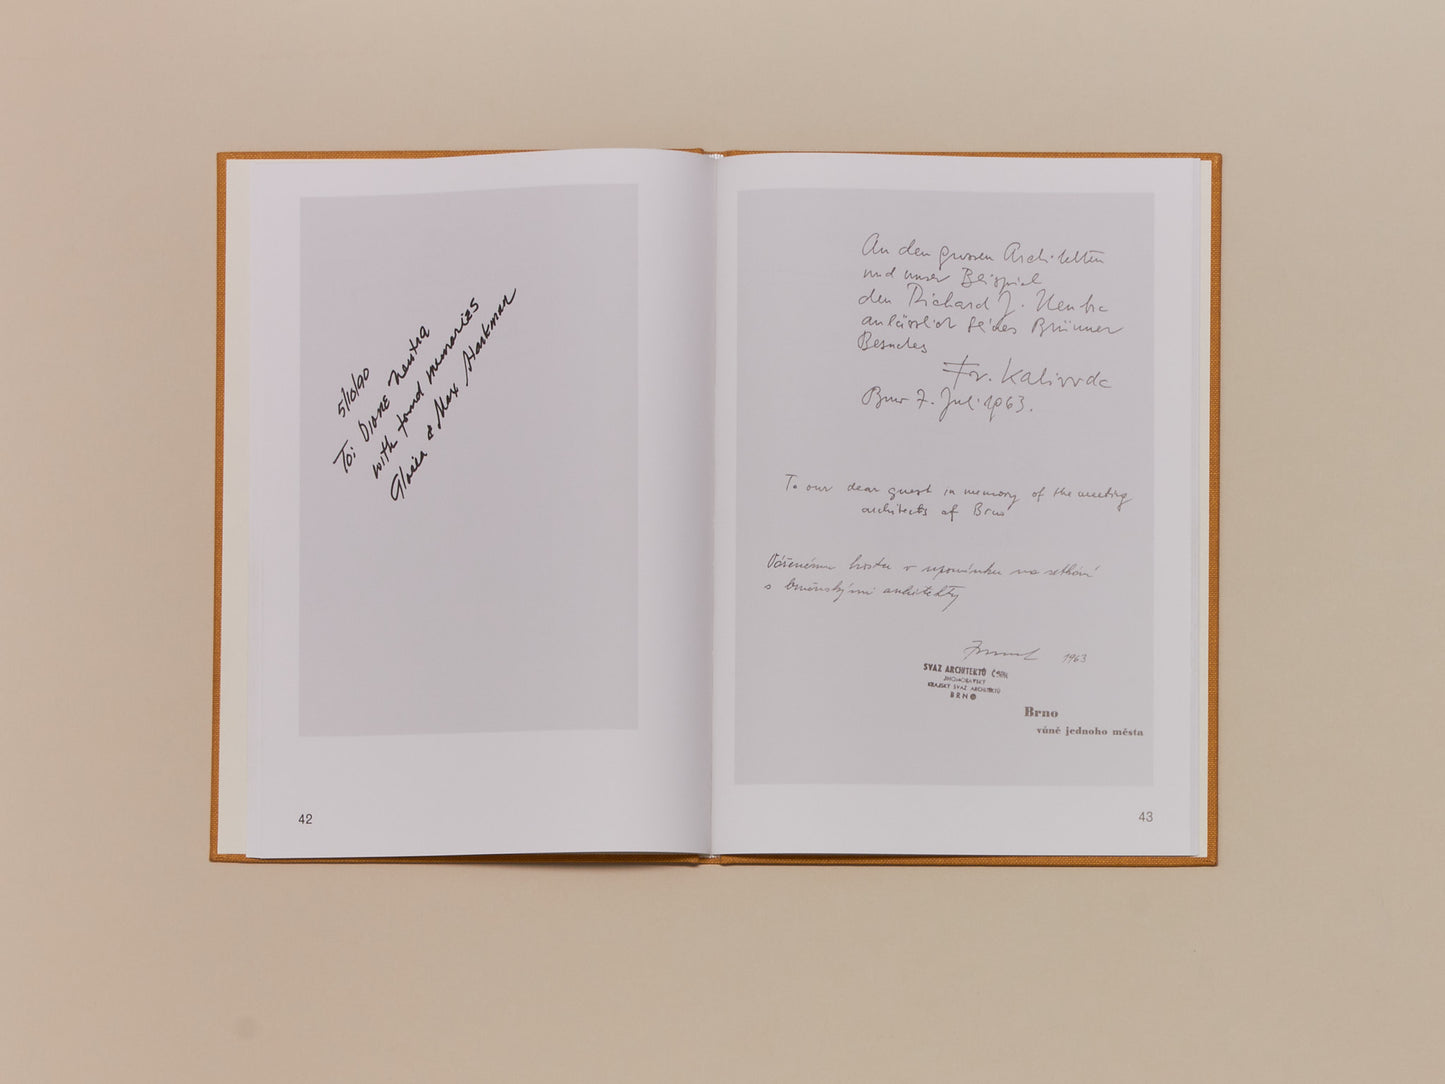 5/10/90
To: Dione Neutra
with fond memories
Gloria & Max
42
An den grossen Architekten
und unser Beispiel
den Richard J. Neutra
anlässlich seines Brünner
Besuches
Fr. Kalivoda
Brno 7. Juli 1963.
To our dear guest in memory of the meeting
architects of Brno
Váženému hostu v upomínku na setkání
s brněnskými architekty
1963
SVAZ ARCHITEKTŮ ČSSR
JIHOMORAVSKÝ
KRAJSKÝ SVAZ ARCHITEKTŮ
BRNO
Brno
vůně jednoho města
43